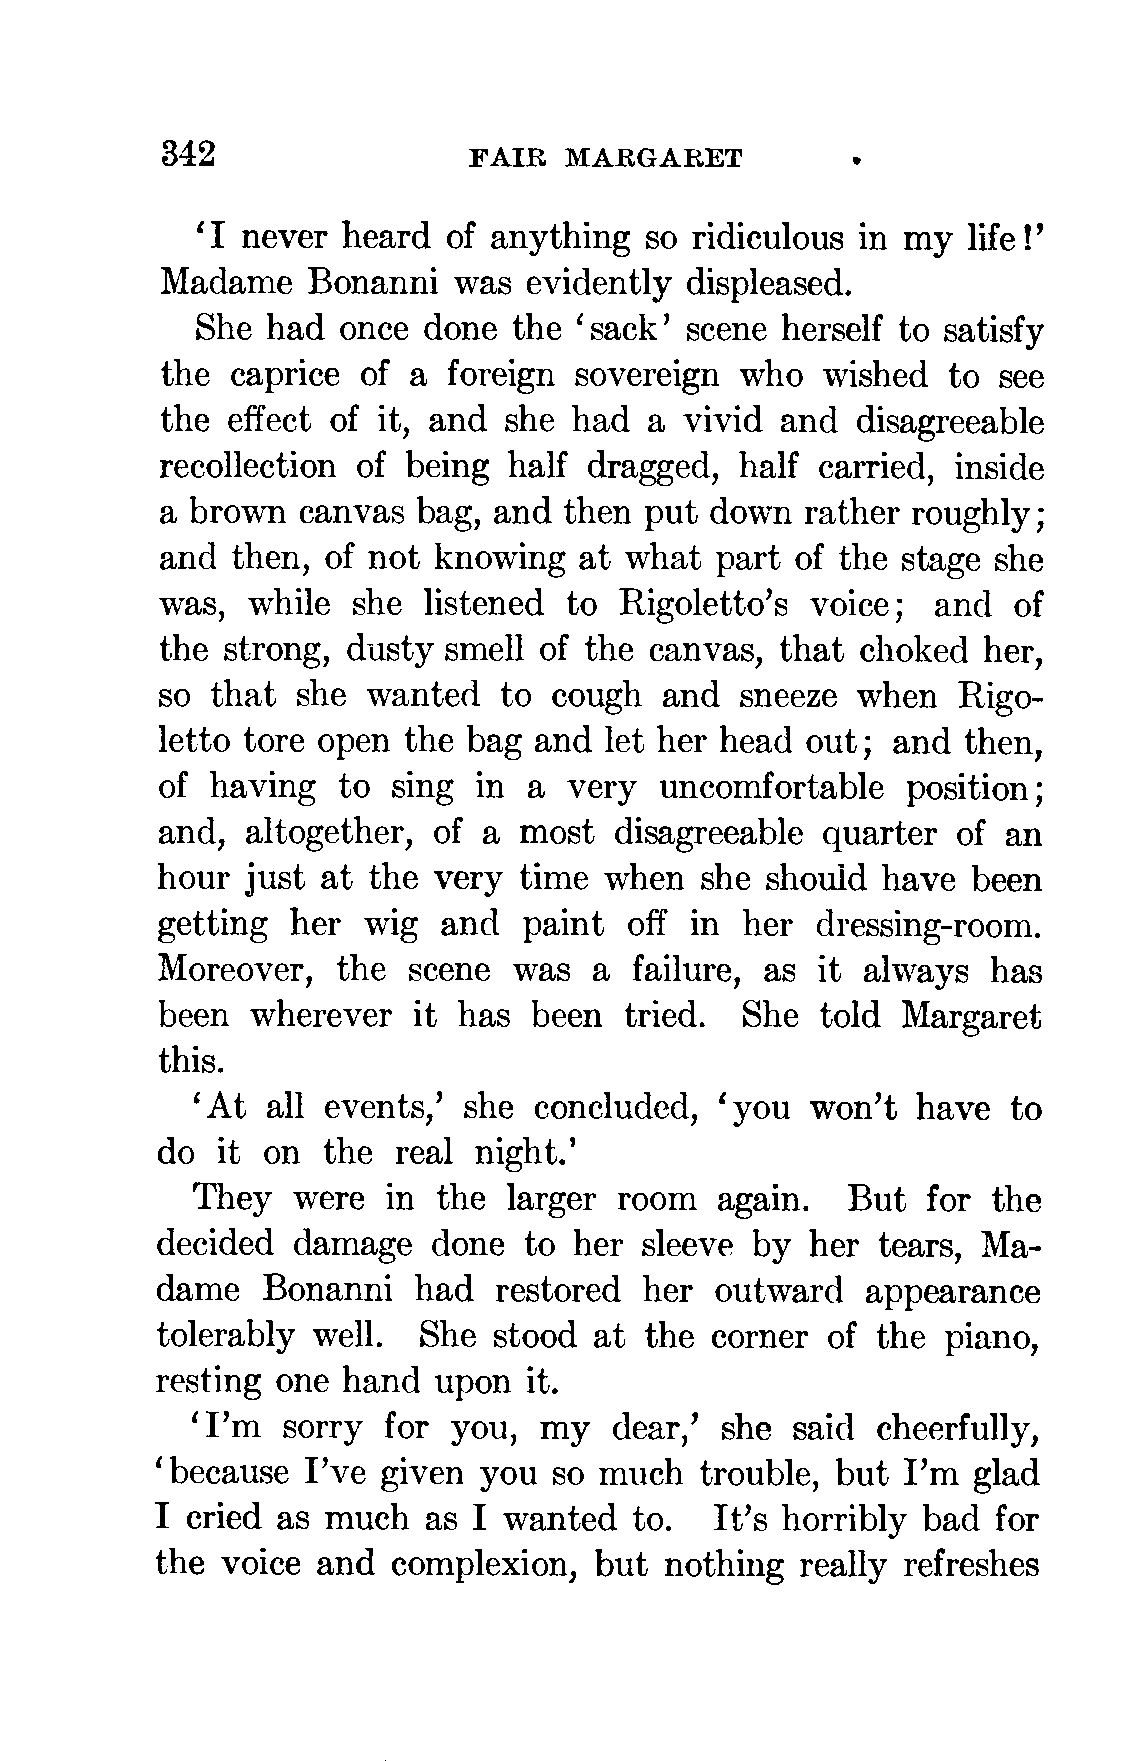 342 FAIR MARGARET
'I never heard of anything so ridiculous in my life!'
Madame Bonanni was evidently displeased.
She had once done the 'sack' scene herself to satisfy
the caprice of a foreign sovereign who wished to see
the effect of it, and she had a vivid and disagreeable
recollection of being half dragged, half carried, inside
a brown canvas bag, and then put down rather roughly;
and then, of not knowing at what part of the stage she
was, while she listened to Rigoletto's voice; and of
the strong, dusty smell of the canvas, that choked her,
so that she wanted to cough and sneeze when Rigo-
letto tore open the bag and let her head out; and then,
of having to sing in a very uncomfortable position;
and, altogether, of a most disagreeable quarter of an
hour just at the very time when she should have been
getting her wig and paint off in her dressing-room.
Moreover, the scene was a failure, as it always has
been wherever it has been tried. She told Margaret
this.
'At all events,' she concluded, 'you won't have to
do it on the real night.'
They were in the larger room again. But for the
decided damage done to her sleeve by her tears, Ma-
dame Bonanni had restored her outward appearance
tolerably well. She stood at the corner of the piano,
resting one hand upon it.
'I'm sorry for you, my dear,' she said cheerfully,
'because I've given you so much trouble, but I'm glad
I cried as much as I wanted to. It's horribly bad for
the voice and complexion, but nothing really refreshes